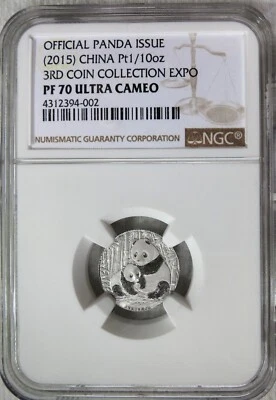 OFFICIAL PANDA ISSUE
(2015) CHINA Pt1/10oz
3RD COIN COLLECTION EXPO
PF 70 ULTRA CAMEO
4312394-002
NUMISMATIC GUARANTY CORPORATION
NGC®